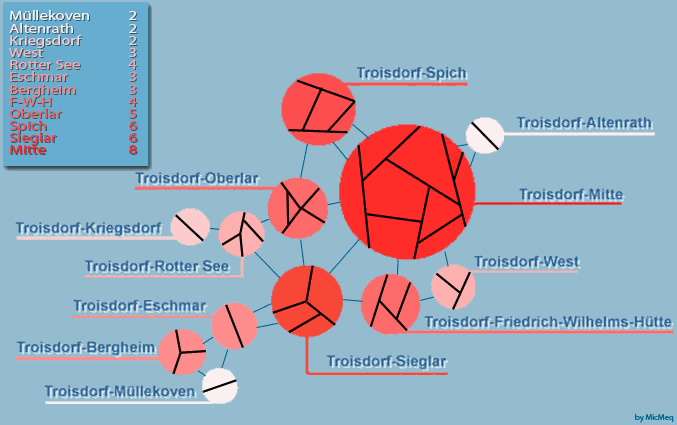 Müllekoven 2
Altenrath 2
Kriegsdorf 2
West 3
Rotter See 4
Eschmar 3
Bergheim 3
F-W-H 4
Oberlar 5
Spich 6
Sieglar 6
Mitte 8
Troisdorf-Spich
Troisdorf-Altenrath
Troisdorf-Oberlar
Troisdorf-Mitte
Troisdorf-Kriegsdorf
Troisdorf-Rotter See
Troisdorf-West
Troisdorf-Eschmar
Troisdorf-Friedrich-Wilhelms-Hütte
Troisdorf-Bergheim
Troisdorf-Sieglar
Troisdorf-Müllekoven
by MicMeq